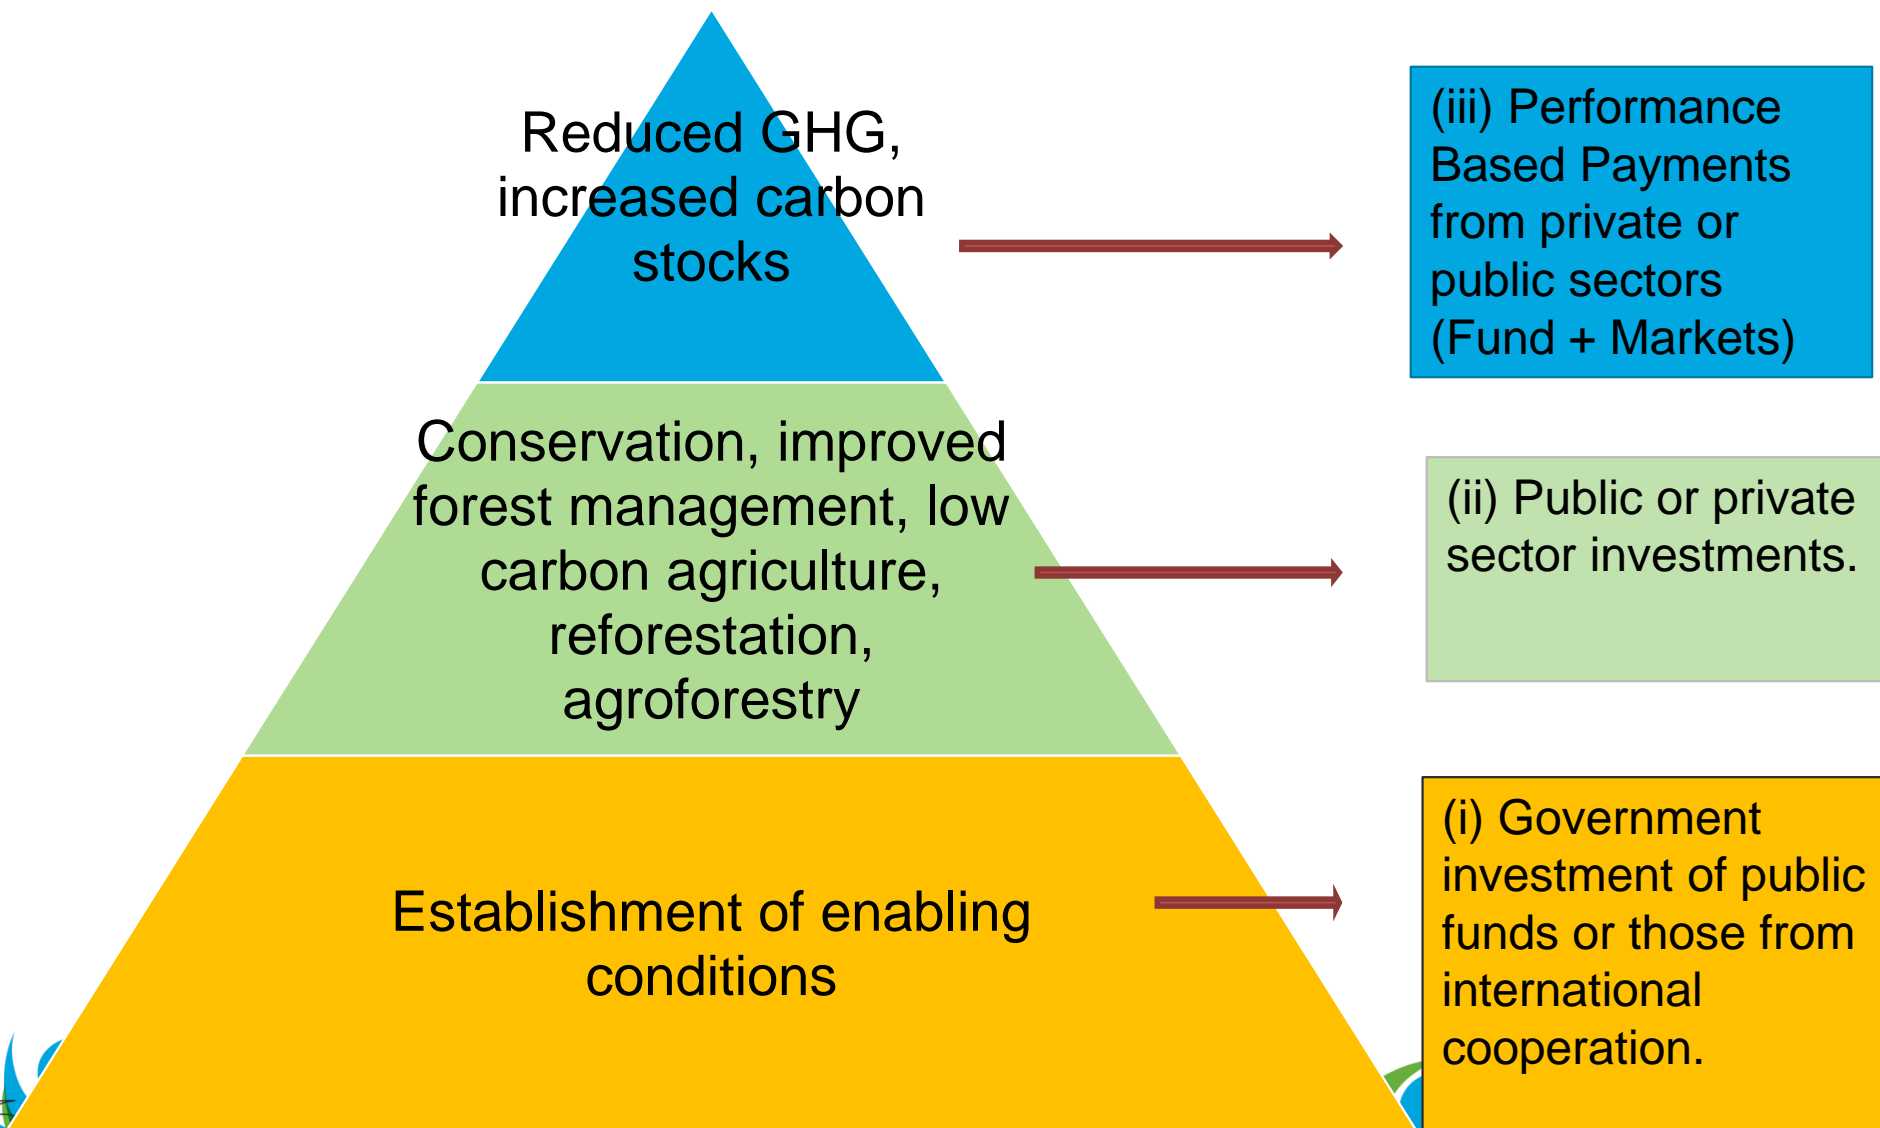 Reduced GHG,
increased carbon
stocks
(iii) Performance
Based Payments
from private or
public sectors
(Fund + Markets)
Conservation, improved
forest management, low
carbon agriculture,
reforestation,
agroforestry
(ii) Public or private
sector investments.
Establishment of enabling
conditions
(i) Government
investment of public
funds or those from
international
cooperation.